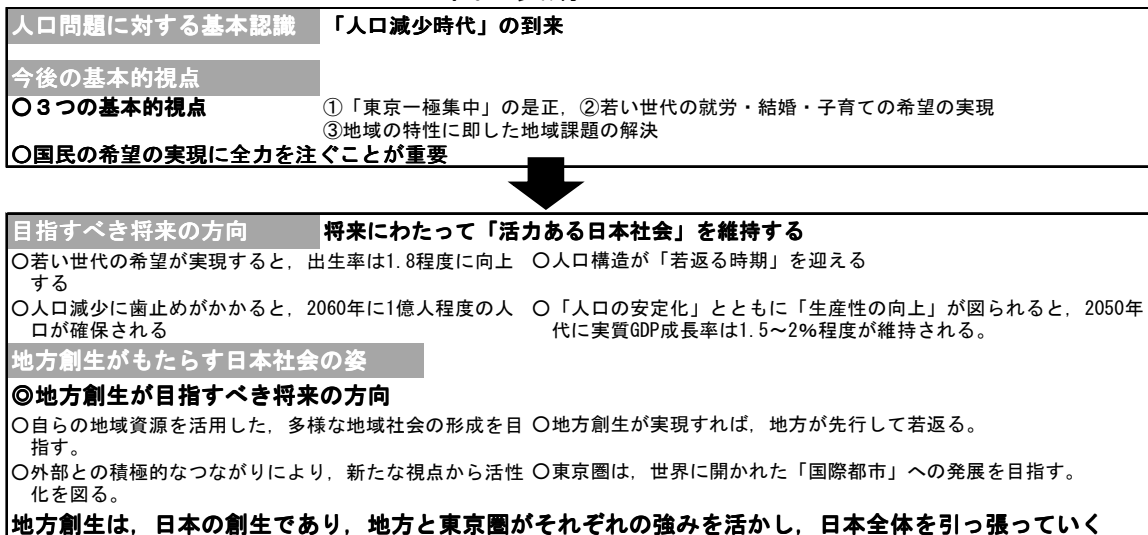 人口問題に対する基本認識 「人口減少時代」の到来
今後の基本的視点
○3つの基本的視点 ①「東京一極集中」の是正，②若い世代の就労・結婚・子育ての希望の実現
③地域の特性に即した地域課題の解決
○国民の希望の実現に全力を注ぐことが重要
目指すべき将来の方向 将来にわたって「活力ある日本社会」を維持する
○若い世代の希望が実現すると，出生率は1.8程度に向上
する
○人口構造が「若返る時期」を迎える
○人口減少に歯止めがかかると，2060年に1億人程度の人
口が確保される
○「人口の安定化」とともに「生産性の向上」が図られると，2050年
代に実質GDP成長率は1.5～2%程度が維持される。
地方創生がもたらす日本社会の姿
◎地方創生が目指すべき将来の方向
○自らの地域資源を活用した，多様な地域社会の形成を目
指す。
○地方創生が実現すれば，地方が先行して若返る。
○外部との積極的なつながりにより，新たな視点から活性
化を図る。
○東京圏は，世界に開かれた「国際都市」への発展を目指す。
地方創生は，日本の創生であり，地方と東京圏がそれぞれの強みを活かし，日本全体を引っ張っていく